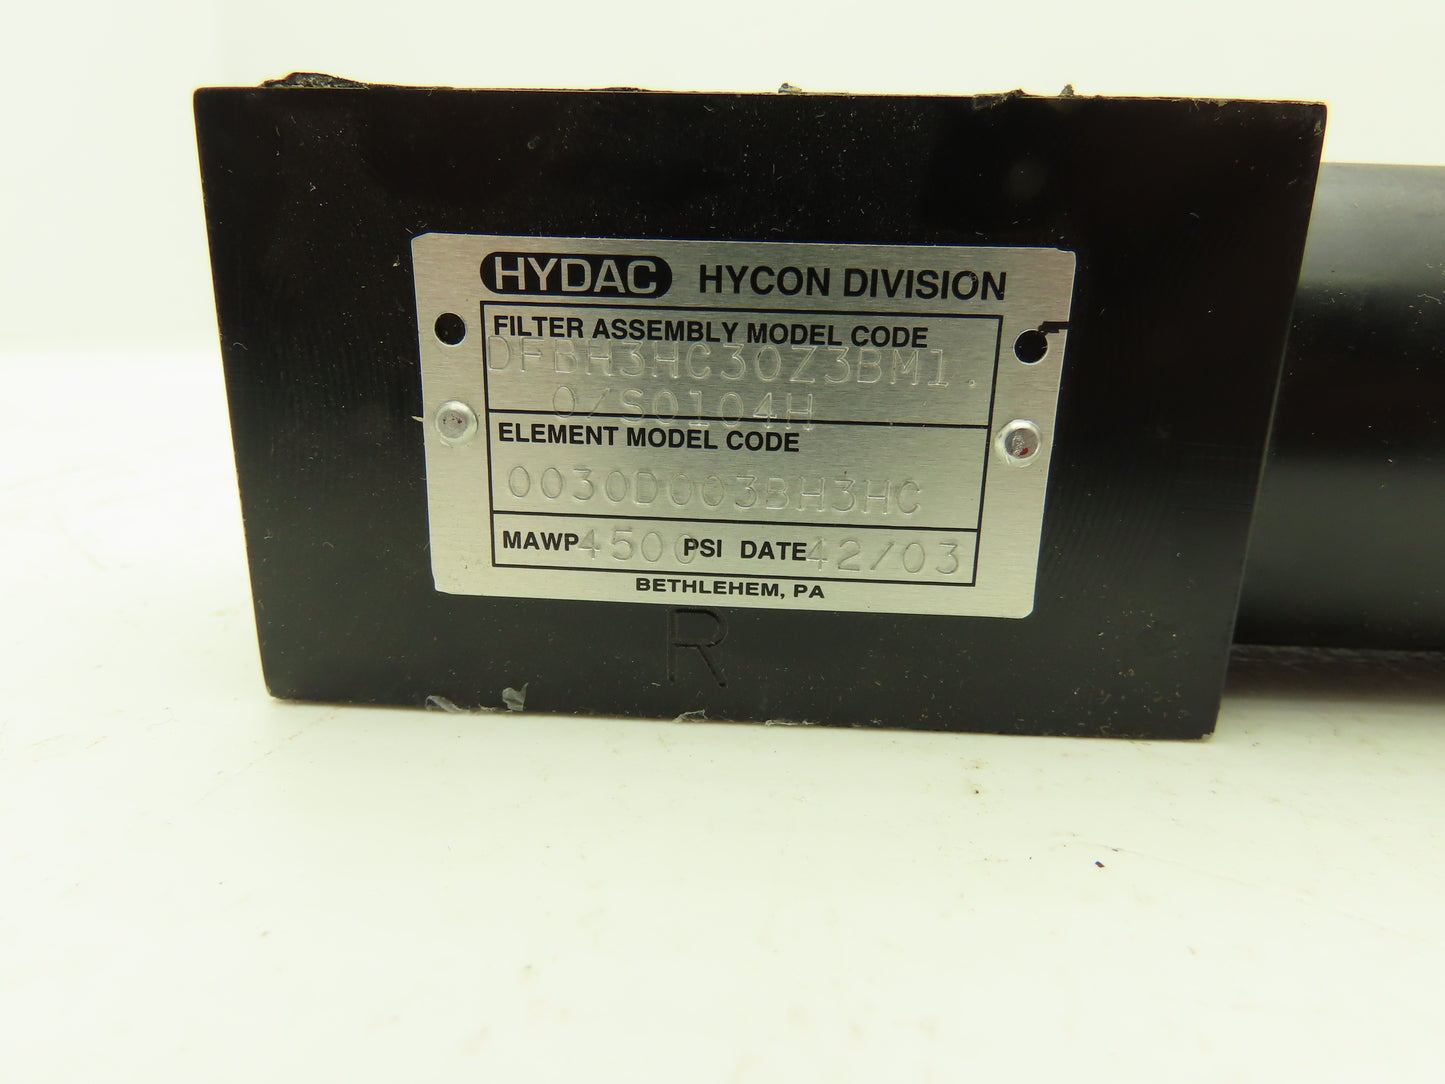 HYDAC HYCON DIVISION
FILTER ASSEMBLY MODEL CODE
DFBH3HC30Z3BM1.
0/S0104H
ELEMENT MODEL CODE
0030D003BH3HC
MAWP 4500 PSI DATE 42/03
BETHLEHEM, PA
R